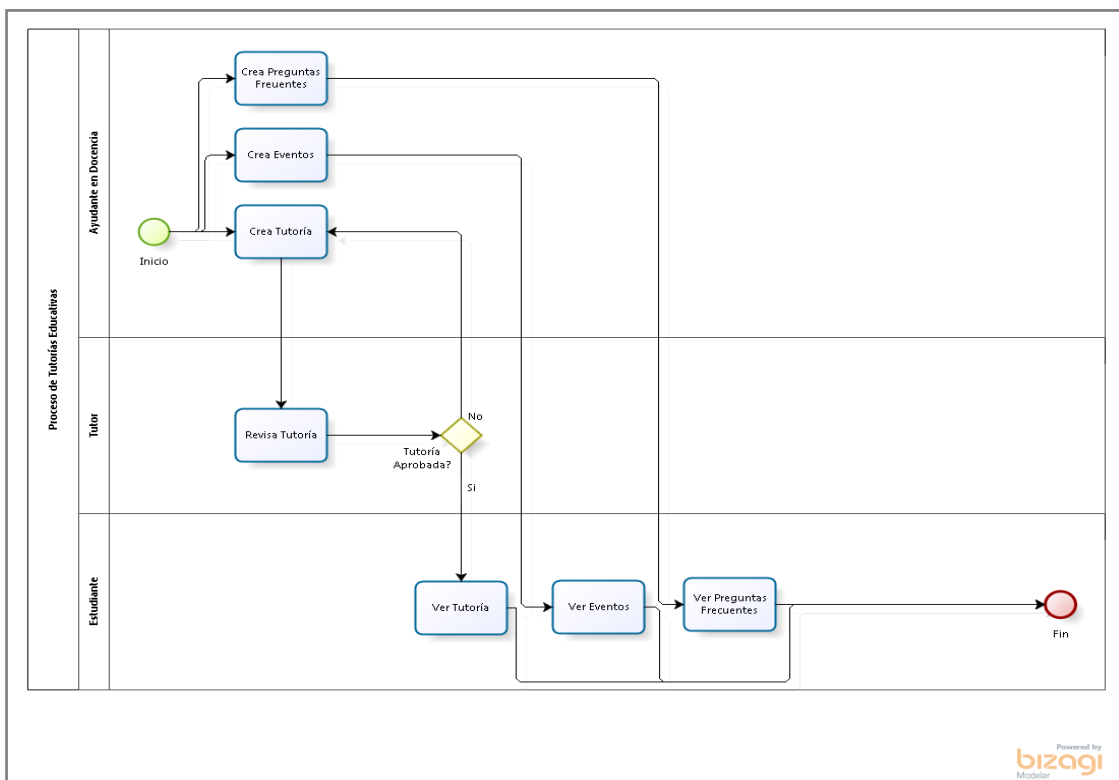 Proceso de Tutorías Educativas
Ayudante en Docencia
Crea Preguntas
Freuentes
Crea Eventos
Crea Tutoría
Inicio
Tutor
Revisa Tutoría
No
Tutoría
Aprobada?
Si
Estudiante
Ver Tutoría
Ver Eventos
Ver Preguntas
Frecuentes
Fin
Powered by
bizagi
Modeler